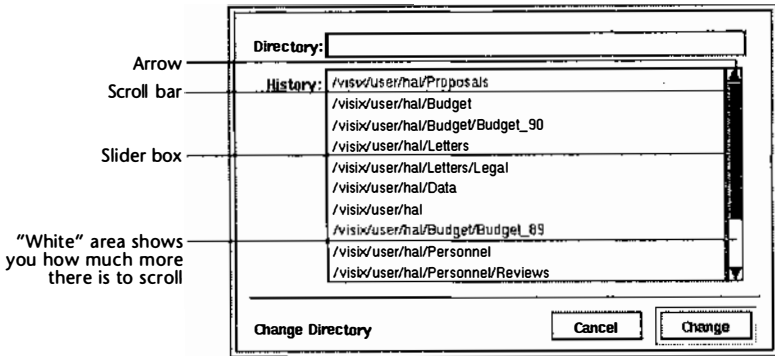 Directory:
Arrow
Scroll bar
History: /visix/user/hal/Proposals
/visix/user/hal/Budget
/visix/user/hal/Budget/Budget_90
Slider box
/visix/user/hal/Letters
/visix/user/hal/Letters/Legal
/visix/user/hal/Data
/visix/user/hal
/visix/user/hal/Budget/Budget_89
"White" area shows
you how much more
there is to scroll
/visix/user/hal/Personnel
/visix/user/hal/Personnel/Reviews
Change Directory Cancel Change